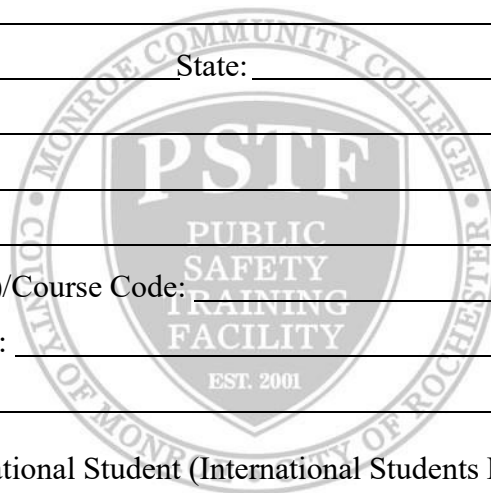 MONROE COMMUNITY COLLEGE
State:
PSTF
PUBLIC
SAFETY
)/Course Code:
TRAINING
:
FACILITY
EST. 2001
COUNTY OF MONROE
CITY OF ROCHESTER
ational Student (International Students